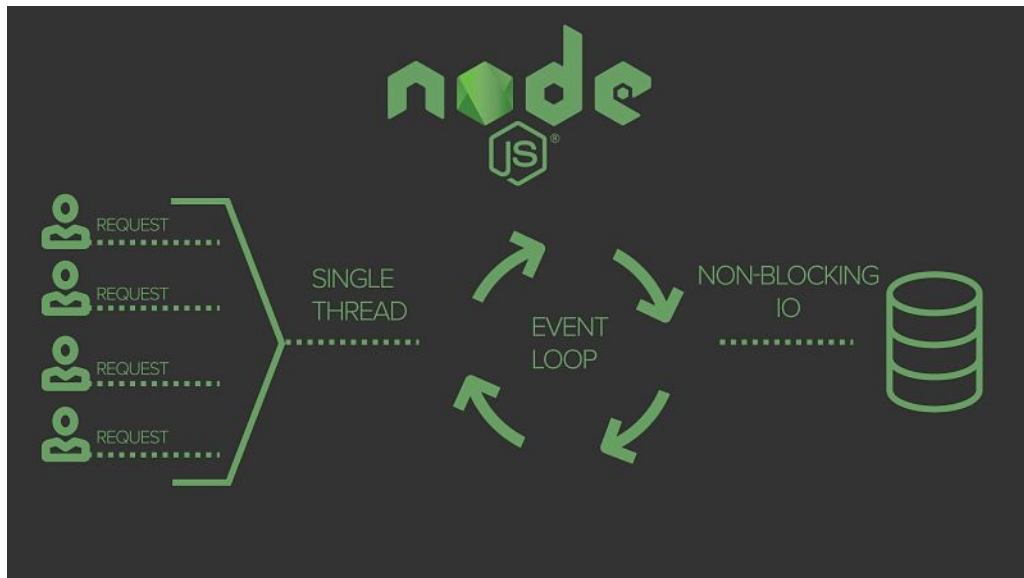 node
JS®
REQUEST
REQUEST
REQUEST
REQUEST
SINGLE
THREAD
EVENT
LOOP
NON-BLOCKING
IO